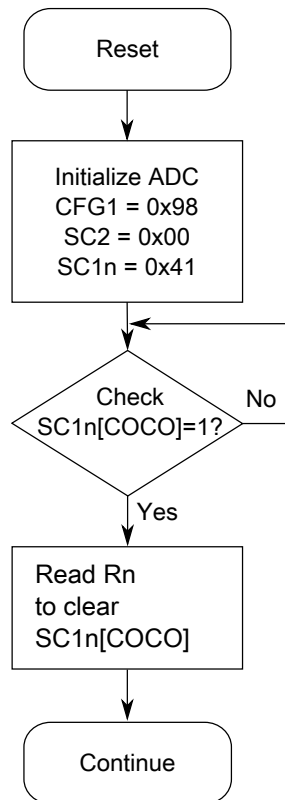 Reset
Initialize ADC
CFG1 = 0x98
SC2 = 0x00
SC1n = 0x41
Check
SC1n[COCO]=1?
No
Yes
Read Rn
to clear
SC1n[COCO]
Continue